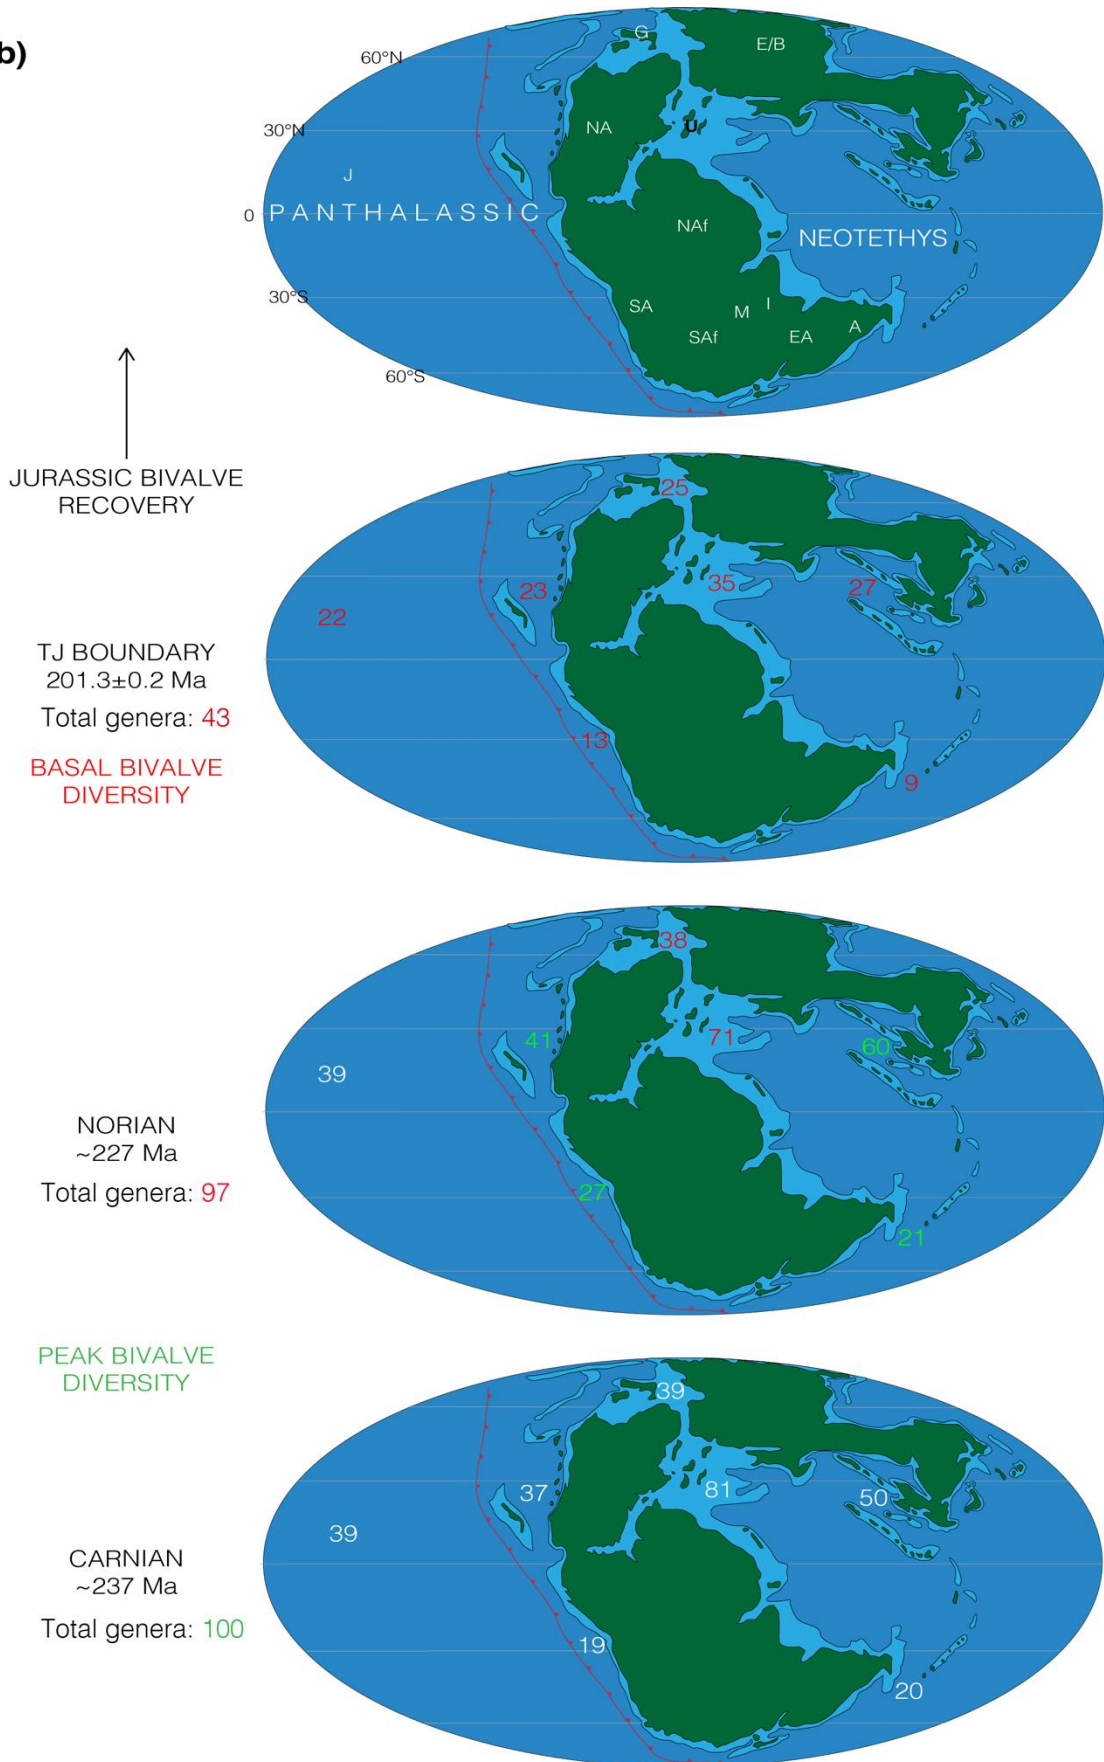 b)
G
E/B
60°N
30°N
NA
U
J
0
PANTHALASSIC
NAf
NEOTETHYS
30°S
SA
M
I
SAf
EA
A
60°S
JURASSIC BIVALVE
RECOVERY
25
23
35
27
22
TJ BOUNDARY
201.3±0.2 Ma
Total genera: 43
13
BASAL BIVALVE
DIVERSITY
9
38
41
71
60
39
NORIAN
~227 Ma
Total genera: 97
27
21
PEAK BIVALVE
DIVERSITY
39
37
81
50
39
CARNIAN
~237 Ma
Total genera: 100
19
20